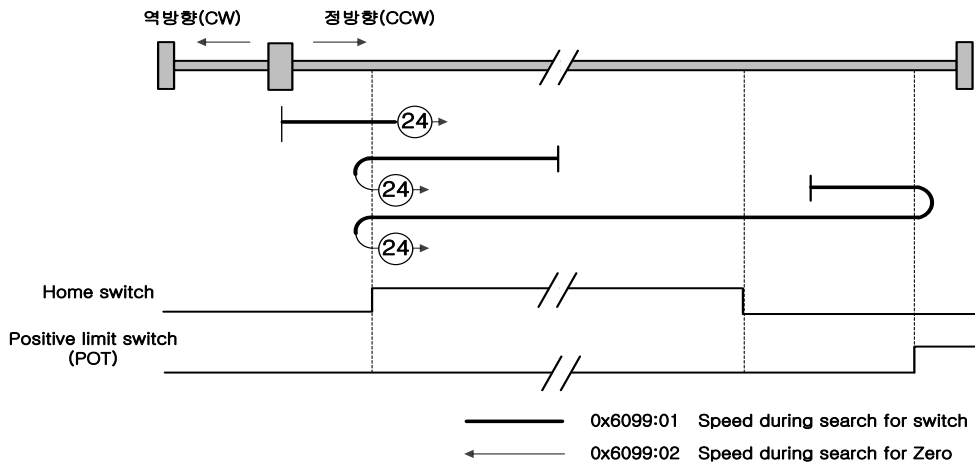 역방향(CW) 정방향(CCW)
24
24
24
Home switch
Positive limit switch
(POT)
0x6099:01 Speed during search for switch
0x6099:02 Speed during search for Zero